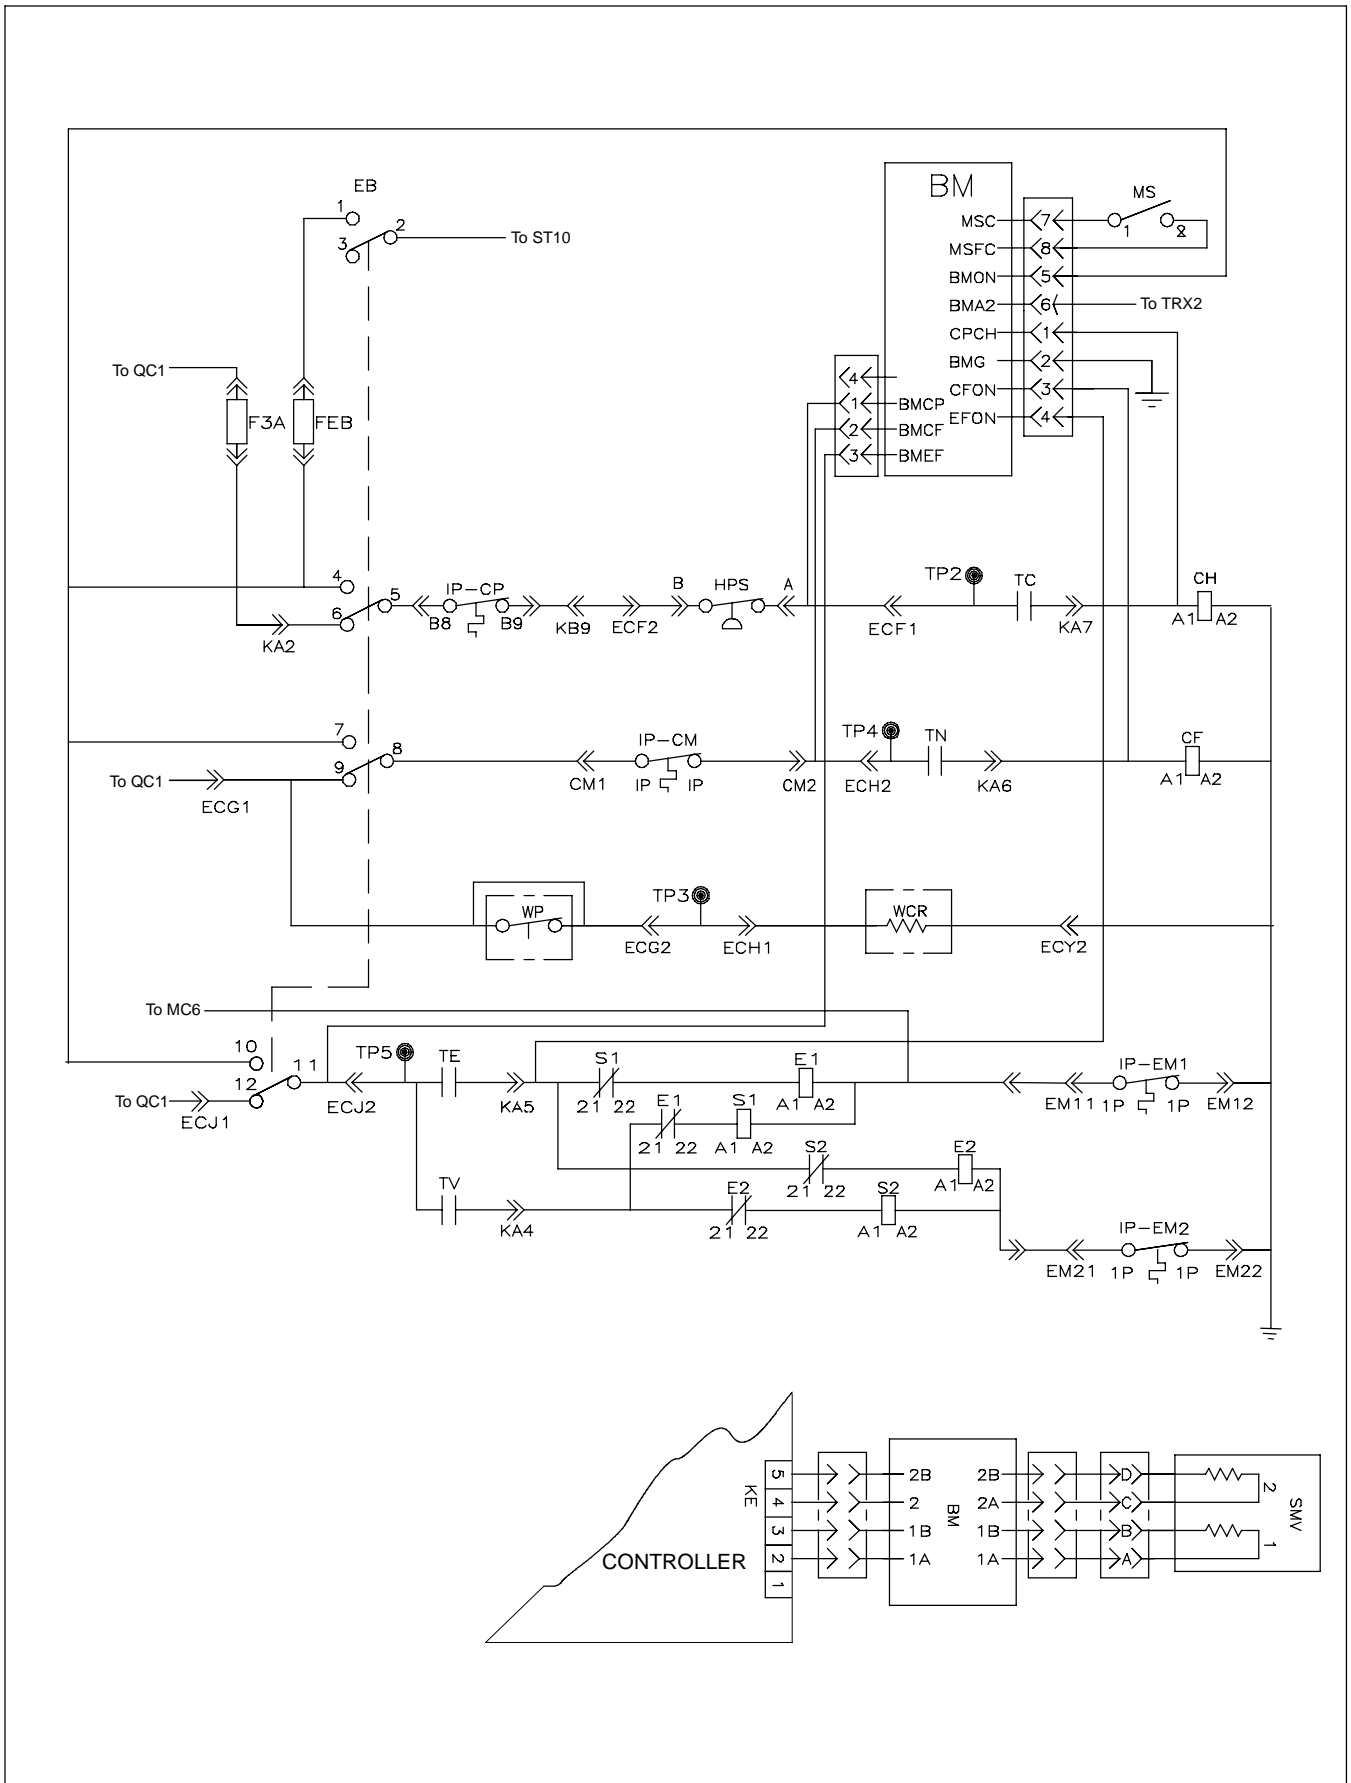 EB
1
2
3
To ST10
BM
MSC
7
MS
1
2
MSFC
8
BMON
5
BMA2
6
To TRX2
CPCH
1
BMG
2
CFON
3
EFON
4
4
1
BMCP
2
BMCF
3
BMEF
To QC1
F3A
FEB
4
5
6
KA2
IP-CP
B8
B9
KB9
ECF2
B
HPS
A
ECF1
TP2
TC
KA7
CH
A1
A2
7
8
9
To QC1
ECG1
CM1
IP-CM
IP
IP
CM2
ECH2
TP4
TN
KA6
CF
A1
A2
WP
ECG2
TP3
ECH1
WCR
ECY2
To MC6
10
11
12
To QC1
ECJ1
ECJ2
TP5
TE
KA5
S1
21 22
E1
A1 A2
EM11
IP-EM1
1P
1P
EM12
E1
21 22
S1
A1 A2
S2
21 22
E2
A1 A2
TV
KA4
E2
21 22
S2
A1 A2
EM21
IP-EM2
1P
1P
EM22
CONTROLLER
KE
5
4
3
2
1
2B
2
1B
1A
BM
2B
2A
1B
1A
D
C
B
A
2
1
SMV